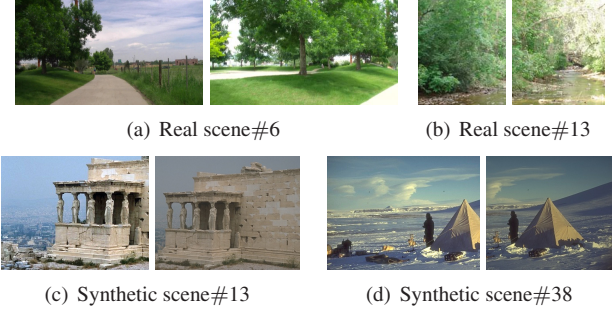 (a) Real scene#6
(b) Real scene#13
(c) Synthetic scene#13
(d) Synthetic scene#38